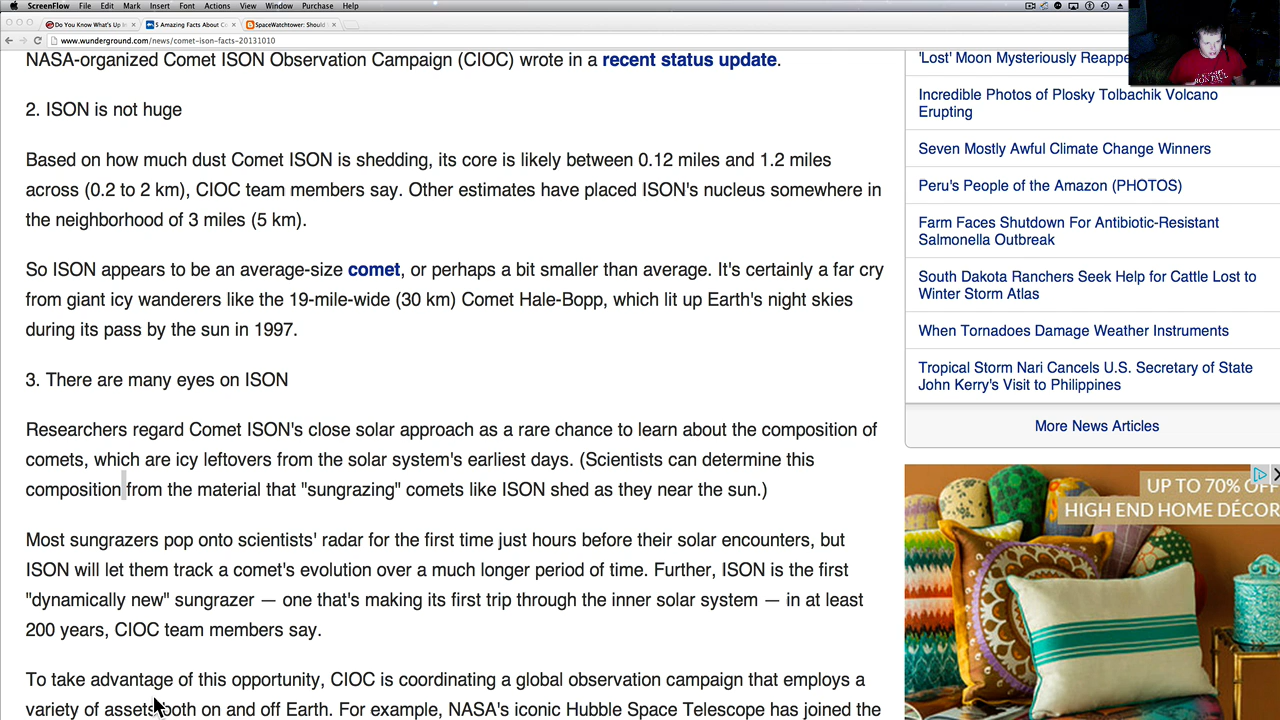 ScreenFlow File Edit Mark Insert Font Actions View Window Purchase Help
Do You Know What's Up 5 Amazing Facts About C SpaceWatchtower: Should
www.wunderground.com/news/comet-ison-facts-20131010
NASA-organized Comet ISON Observation Campaign (CIOC) wrote in a recent status update.
2. ISON is not huge
Based on how much dust Comet ISON is shedding, its core is likely between 0.12 miles and 1.2 miles
across (0.2 to 2 km), CIOC team members say. Other estimates have placed ISON's nucleus somewhere in
the neighborhood of 3 miles (5 km).
So ISON appears to be an average-size comet, or perhaps a bit smaller than average. It's certainly a far cry
from giant icy wanderers like the 19-mile-wide (30 km) Comet Hale-Bopp, which lit up Earth's night skies
during its pass by the sun in 1997.
3. There are many eyes on ISON
Researchers regard Comet ISON's close solar approach as a rare chance to learn about the composition of
comets, which are icy leftovers from the solar system's earliest days. (Scientists can determine this
composition from the material that "sungrazing" comets like ISON shed as they near the sun.)
Most sungrazers pop onto scientists' radar for the first time just hours before their solar encounters, but
ISON will let them track a comet's evolution over a much longer period of time. Further, ISON is the first
"dynamically new" sungrazer — one that's making its first trip through the inner solar system — in at least
200 years, CIOC team members say.
To take advantage of this opportunity, CIOC is coordinating a global observation campaign that employs a
variety of assets both on and off Earth. For example, NASA's iconic Hubble Space Telescope has joined the
'Lost' Moon Mysteriously Reappe
Incredible Photos of Plosky Tolbachik Volcano
Erupting
Seven Mostly Awful Climate Change Winners
Peru's People of the Amazon (PHOTOS)
Farm Faces Shutdown For Antibiotic-Resistant
Salmonella Outbreak
South Dakota Ranchers Seek Help for Cattle Lost to
Winter Storm Atlas
When Tornadoes Damage Weather Instruments
Tropical Storm Nari Cancels U.S. Secretary of State
John Kerry's Visit to Philippines
More News Articles
UP TO 70% OFF
HIGH END HOME DÉCOR
RON PAUL